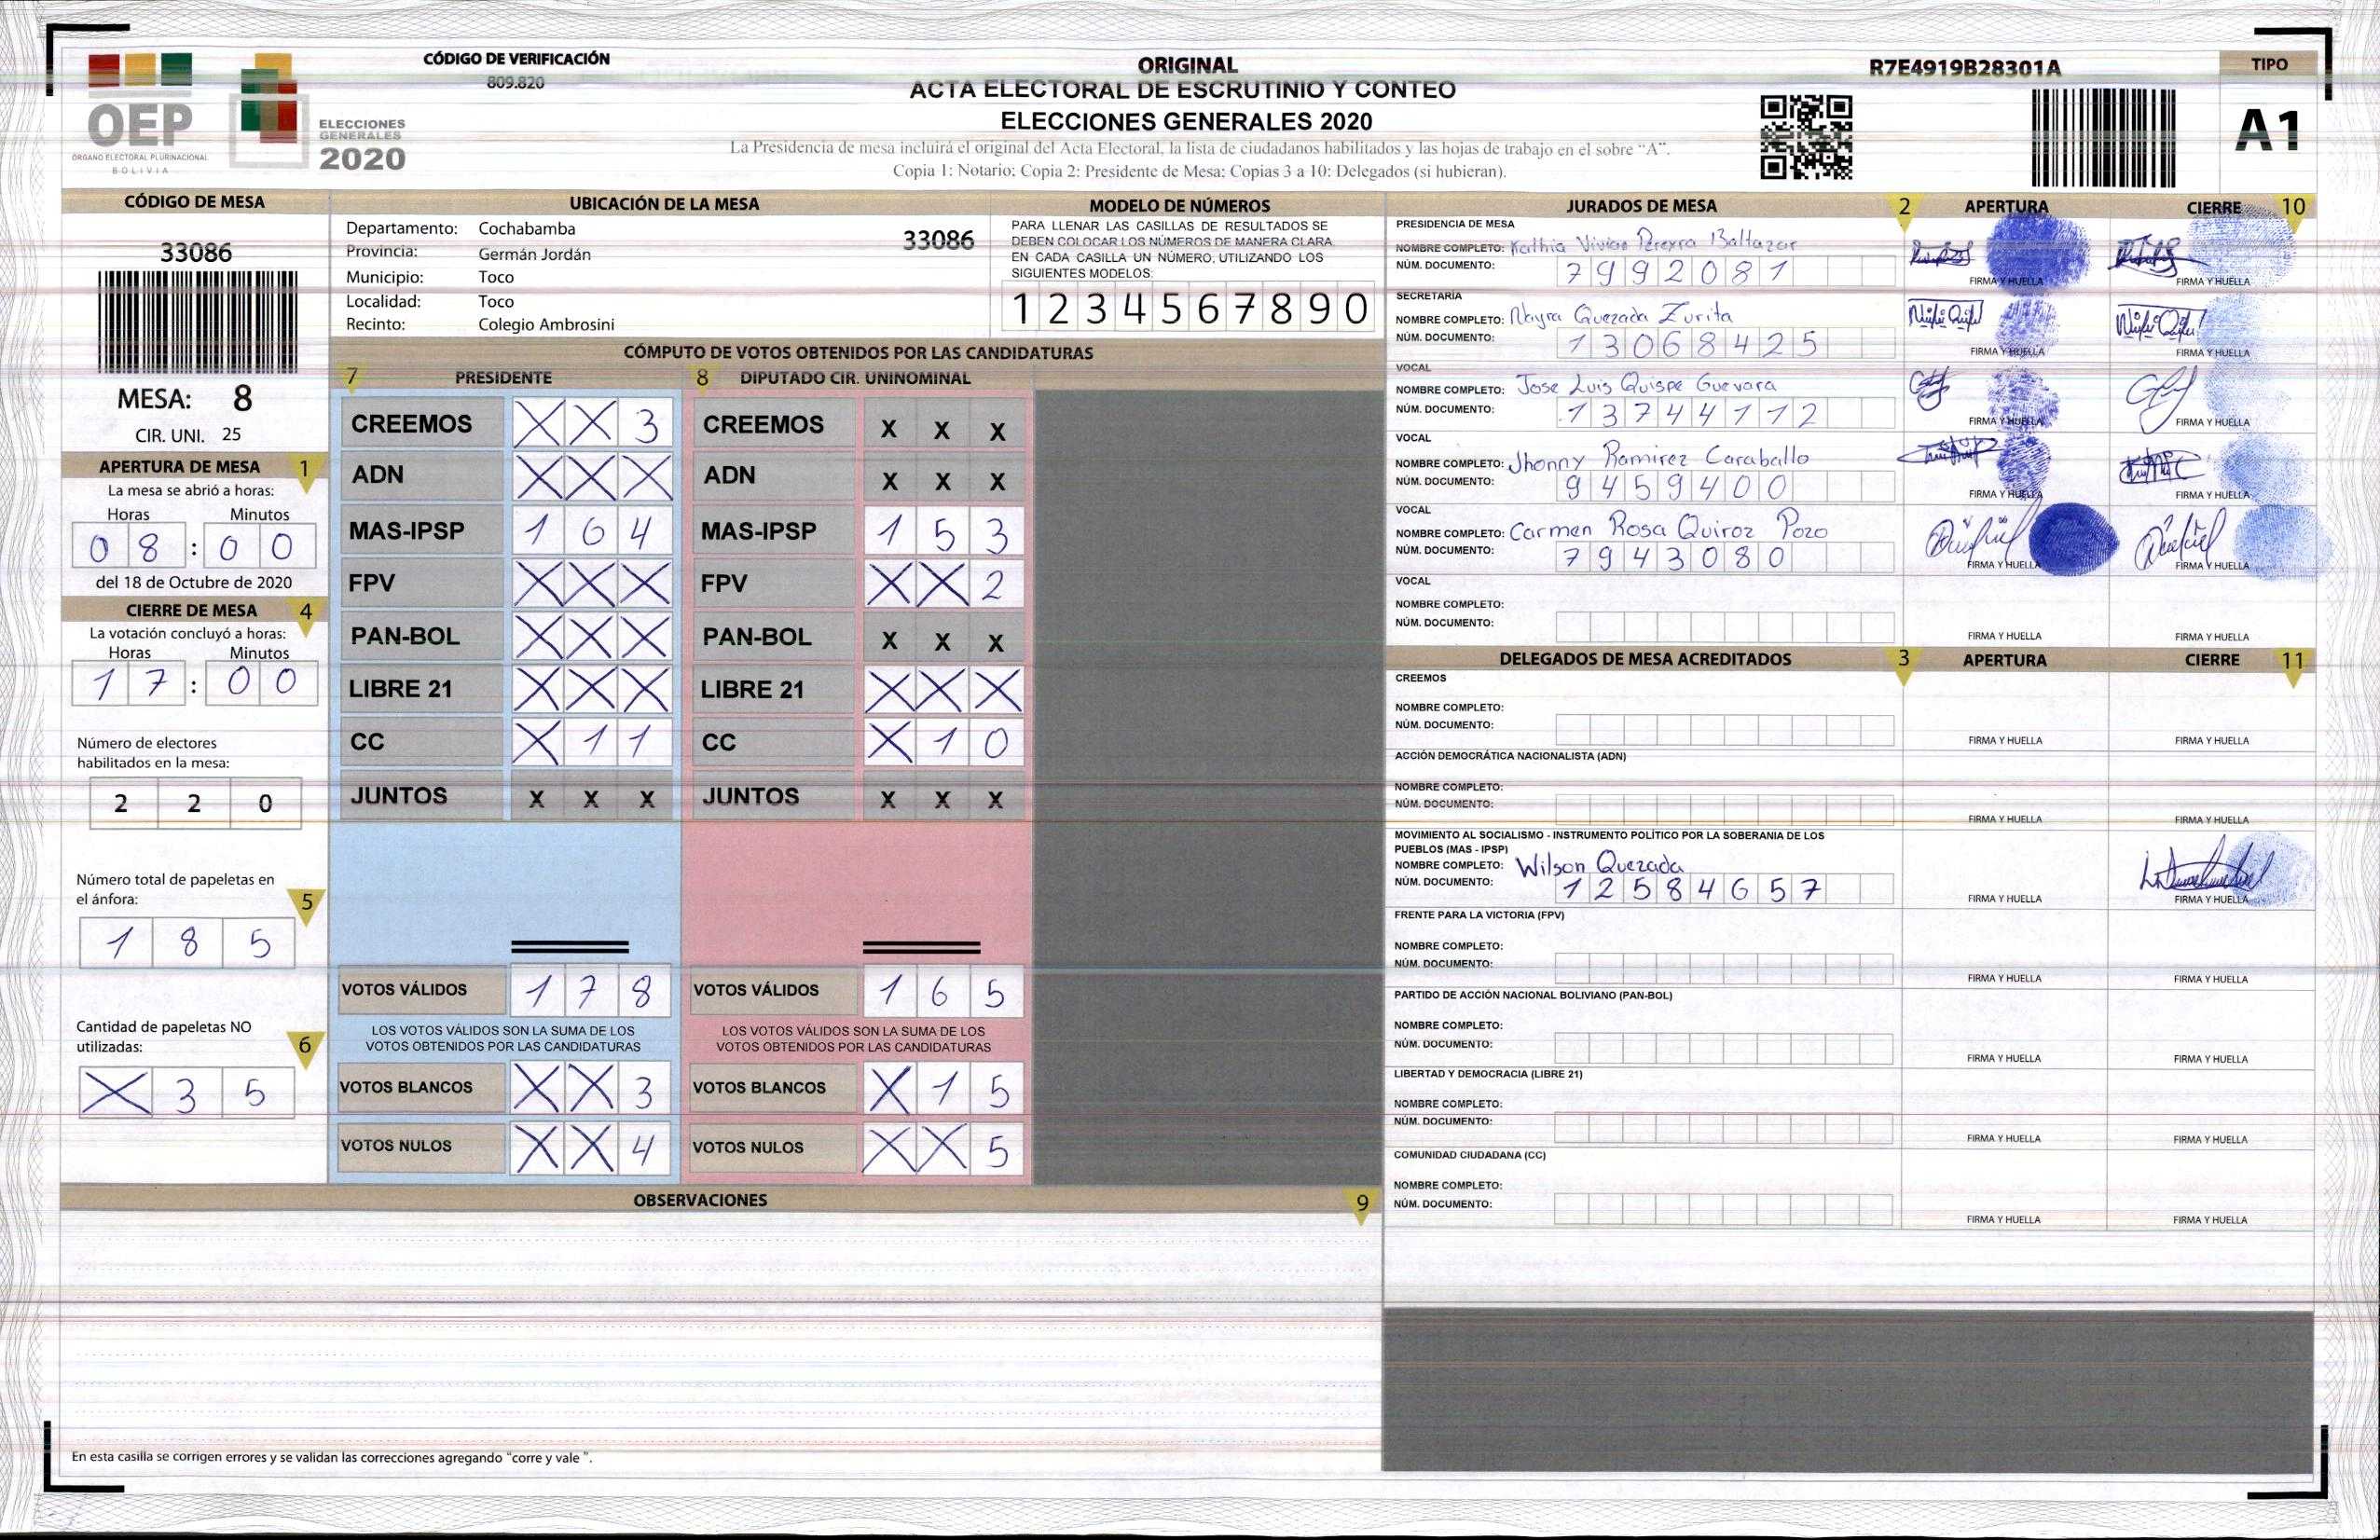 OEP
ÓRGANO ELECTORAL PLURINACIONAL
BOLIVIA
ELECCIONES
GENERALES
2020
CÓDIGO DE VERIFICACIÓN
809.820
ORIGINAL
ACTA ELECTORAL DE ESCRUTINIO Y CONTEO
ELECCIONES GENERALES 2020
La Presidencia de mesa incluirá el original del Acta Electoral, la lista de ciudadanos habilitados y las hojas de trabajo en el sobre "A".
Copia 1: Notario; Copia 2: Presidente de Mesa; Copias 3 a 10: Delegados (si hubieran).
R7E4919B28301A
TIPO
A1
CÓDIGO DE MESA
33086
MESA: 8
CIR. UNI. 25
APERTURA DE MESA 1
La mesa se abrió a horas:
Horas Minutos
0 8 : 0 0
del 18 de Octubre de 2020
CIERRE DE MESA 4
La votación concluyó a horas:
Horas Minutos
1 7 : 0 0
Número de electores
habilitados en la mesa:
2 2 0
Número total de papeletas en
el ánfora: 5
1 8 5
Cantidad de papeletas NO
utilizadas: 6
X 3 5
UBICACIÓN DE LA MESA
Departamento: Cochabamba
33086
Provincia: Germán Jordán
Municipio: Toco
Localidad: Toco
Recinto: Colegio Ambrosini
MODELO DE NÚMEROS
PARA LLENAR LAS CASILLAS DE RESULTADOS SE
DEBEN COLOCAR LOS NÚMEROS DE MANERA CLARA
EN CADA CASILLA UN NÚMERO, UTILIZANDO LOS
SIGUIENTES MODELOS:
1 2 3 4 5 6 7 8 9 0
CÓMPUTO DE VOTOS OBTENIDOS POR LAS CANDIDATURAS
7 PRESIDENTE 8 DIPUTADO CIR. UNINOMINAL
CREEMOS X X 3 CREEMOS X X X
ADN X X X ADN X X X
MAS-IPSP 1 6 4 MAS-IPSP 1 5 3
FPV X X X FPV X X 2
PAN-BOL X X X PAN-BOL X X X
LIBRE 21 X X X LIBRE 21 X X X
CC X 1 1 CC X 1 0
JUNTOS X X X JUNTOS X X X
VOTOS VÁLIDOS 1 7 8 VOTOS VÁLIDOS 1 6 5
LOS VOTOS VÁLIDOS SON LA SUMA DE LOS LOS VOTOS VÁLIDOS SON LA SUMA DE LOS
VOTOS OBTENIDOS POR LAS CANDIDATURAS VOTOS OBTENIDOS POR LAS CANDIDATURAS
VOTOS BLANCOS X X 3 VOTOS BLANCOS X 1 5
VOTOS NULOS X X 4 VOTOS NULOS X X 5
OBSERVACIONES 9
En esta casilla se corrigen errores y se validan las correcciones agregando "corre y vale ".
JURADOS DE MESA 2 APERTURA CIERRE 10
PRESIDENCIA DE MESA
NOMBRE COMPLETO: Kathia Vivian Pereyra Baltazar
NÚM. DOCUMENTO: 7 9 9 2 0 8 1
FIRMA Y HUELLA FIRMA Y HUELLA
SECRETARÍA
NOMBRE COMPLETO: Nayra Quezada Zurita
NÚM. DOCUMENTO: 1 3 0 6 8 4 2 5
FIRMA Y HUELLA FIRMA Y HUELLA
VOCAL
NOMBRE COMPLETO: Jose Luis Quispe Guevara
NÚM. DOCUMENTO: 1 3 7 4 4 1 1 2
FIRMA Y HUELLA FIRMA Y HUELLA
VOCAL
NOMBRE COMPLETO: Jhonny Ramirez Caraballo
NÚM. DOCUMENTO: 9 4 5 9 4 0 0
FIRMA Y HUELLA FIRMA Y HUELLA
VOCAL
NOMBRE COMPLETO: Carmen Rosa Quiroz Pozo
NÚM. DOCUMENTO: 7 9 4 3 0 8 0
FIRMA Y HUELLA FIRMA Y HUELLA
VOCAL
NOMBRE COMPLETO:
NÚM. DOCUMENTO:
FIRMA Y HUELLA FIRMA Y HUELLA
DELEGADOS DE MESA ACREDITADOS 3 APERTURA CIERRE 11
CREEMOS
NOMBRE COMPLETO:
NÚM. DOCUMENTO:
FIRMA Y HUELLA FIRMA Y HUELLA
ACCIÓN DEMOCRÁTICA NACIONALISTA (ADN)
NOMBRE COMPLETO:
NÚM. DOCUMENTO:
FIRMA Y HUELLA FIRMA Y HUELLA
MOVIMIENTO AL SOCIALISMO - INSTRUMENTO POLÍTICO POR LA SOBERANIA DE LOS
PUEBLOS (MAS - IPSP)
NOMBRE COMPLETO: Wilson Quezada
NÚM. DOCUMENTO: 1 2 5 8 4 6 5 7
FIRMA Y HUELLA FIRMA Y HUELLA
FRENTE PARA LA VICTORIA (FPV)
NOMBRE COMPLETO:
NÚM. DOCUMENTO:
FIRMA Y HUELLA FIRMA Y HUELLA
PARTIDO DE ACCIÓN NACIONAL BOLIVIANO (PAN-BOL)
NOMBRE COMPLETO:
NÚM. DOCUMENTO:
FIRMA Y HUELLA FIRMA Y HUELLA
LIBERTAD Y DEMOCRACIA (LIBRE 21)
NOMBRE COMPLETO:
NÚM. DOCUMENTO:
FIRMA Y HUELLA FIRMA Y HUELLA
COMUNIDAD CIUDADANA (CC)
NOMBRE COMPLETO:
NÚM. DOCUMENTO:
FIRMA Y HUELLA FIRMA Y HUELLA